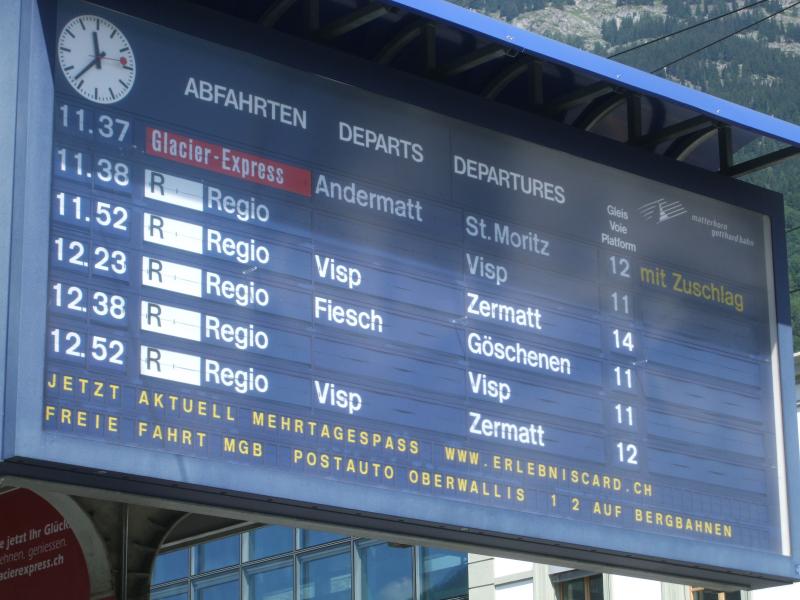 ABFAHRTEN DEPARTS DEPARTURES
Gleis
Voie
Platform
matterhorn
gotthard bahn
11.37 Glacier-Express Andermatt St.Moritz 12 mit Zuschlag
11.38 R Regio Visp 11
11.52 R Regio Visp Zermatt 14
12.23 R Regio Fiesch Göschenen 11
12.38 R Regio Visp 11
12.52 R Regio Visp Zermatt 12
JETZT AKTUELL MEHRTAGESPASS WWW.ERLEBNISCARD.CH
FREIE FAHRT MGB POSTAUTO OBERWALLIS 1 2 AUF BERGBAHNEN
e jetzt Ihr Glück
ehnen, geniessen.
acierexpress.ch